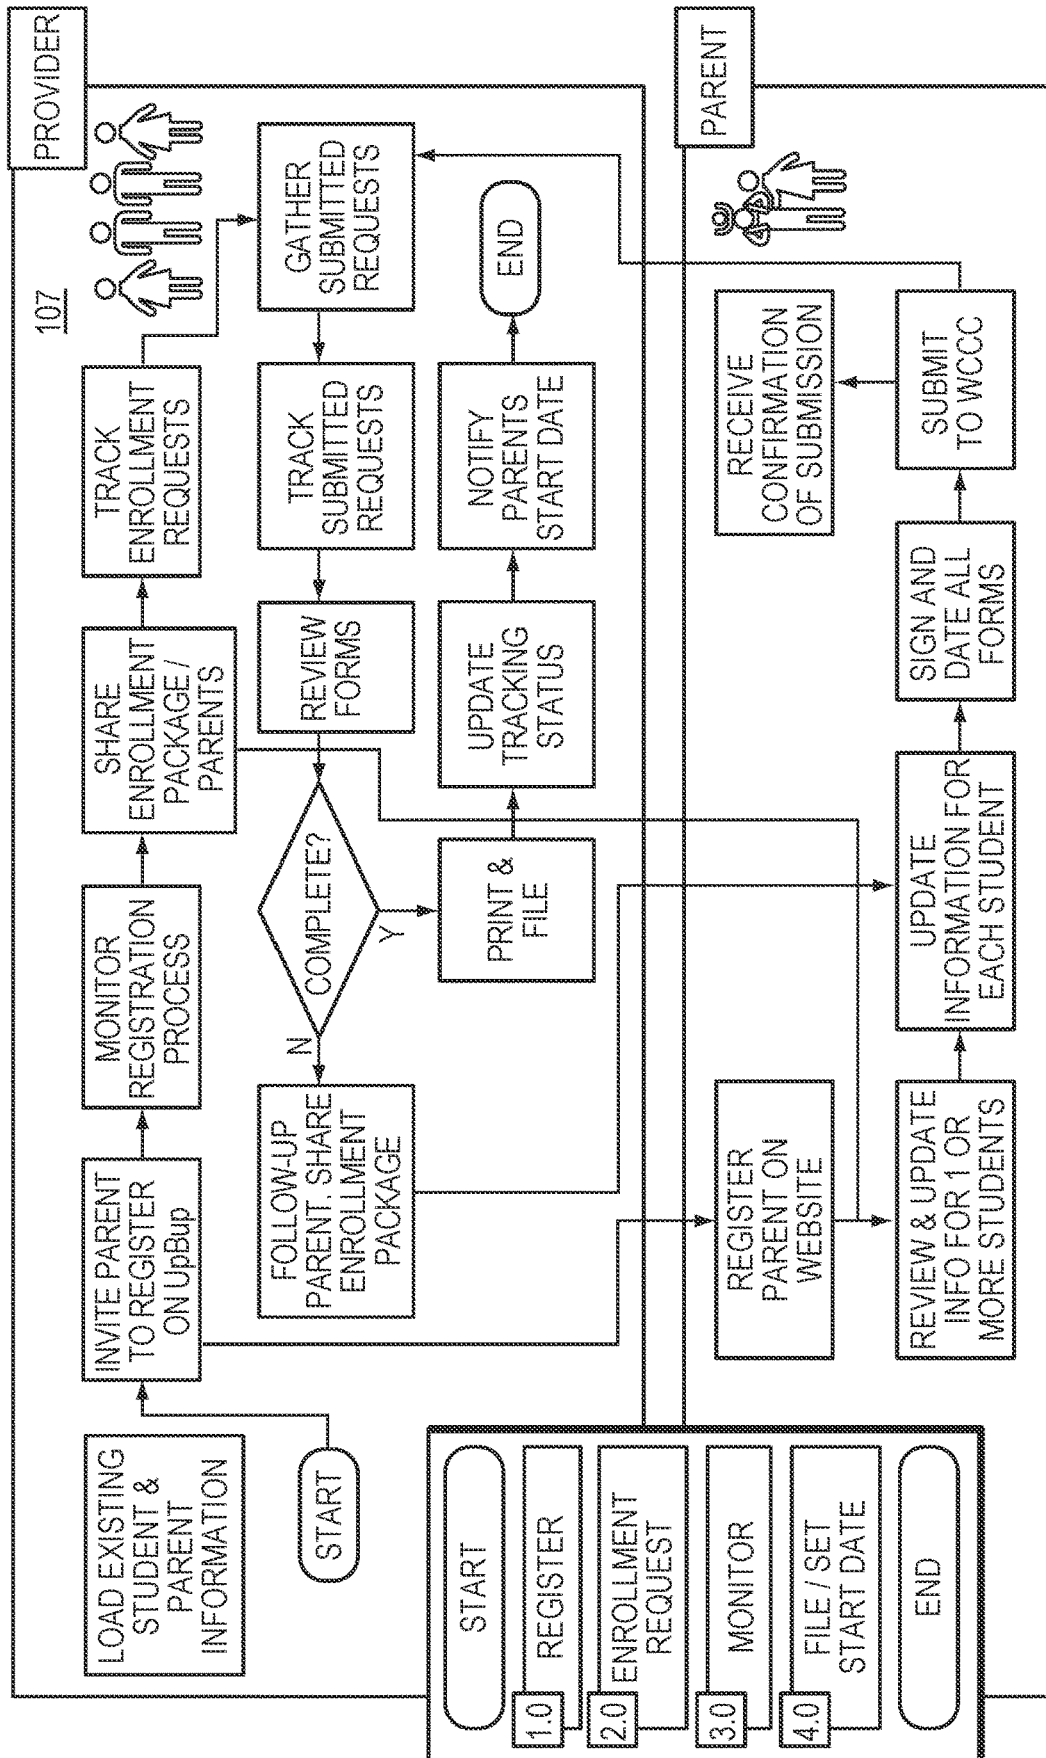 PROVIDER
107
LOAD EXISTING
STUDENT &
PARENT
INFORMATION
START
INVITE PARENT
TO REGISTER
ON UpBup
MONITOR
REGISTRATION
PROCESS
SHARE
ENROLLMENT
PACKAGE /
PARENTS
TRACK
ENROLLMENT
REQUESTS
GATHER
SUBMITTED
REQUESTS
TRACK
SUBMITTED
REQUESTS
REVIEW
FORMS
COMPLETE?
N
Y
FOLLOW-UP
PARENT. SHARE
ENROLLMENT
PACKAGE
PRINT &
FILE
UPDATE
TRACKING
STATUS
NOTIFY
PARENTS
START DATE
END
PARENT
REGISTER
PARENT ON
WEBSITE
REVIEW & UPDATE
INFO FOR 1 OR
MORE STUDENTS
UPDATE
INFORMATION FOR
EACH STUDENT
SIGN AND
DATE ALL
FORMS
SUBMIT
TO WCCC
RECEIVE
CONFIRMATION
OF SUBMISSION
START
1.0
REGISTER
2.0
ENROLLMENT
REQUEST
3.0
MONITOR
4.0
FILE / SET
START DATE
END